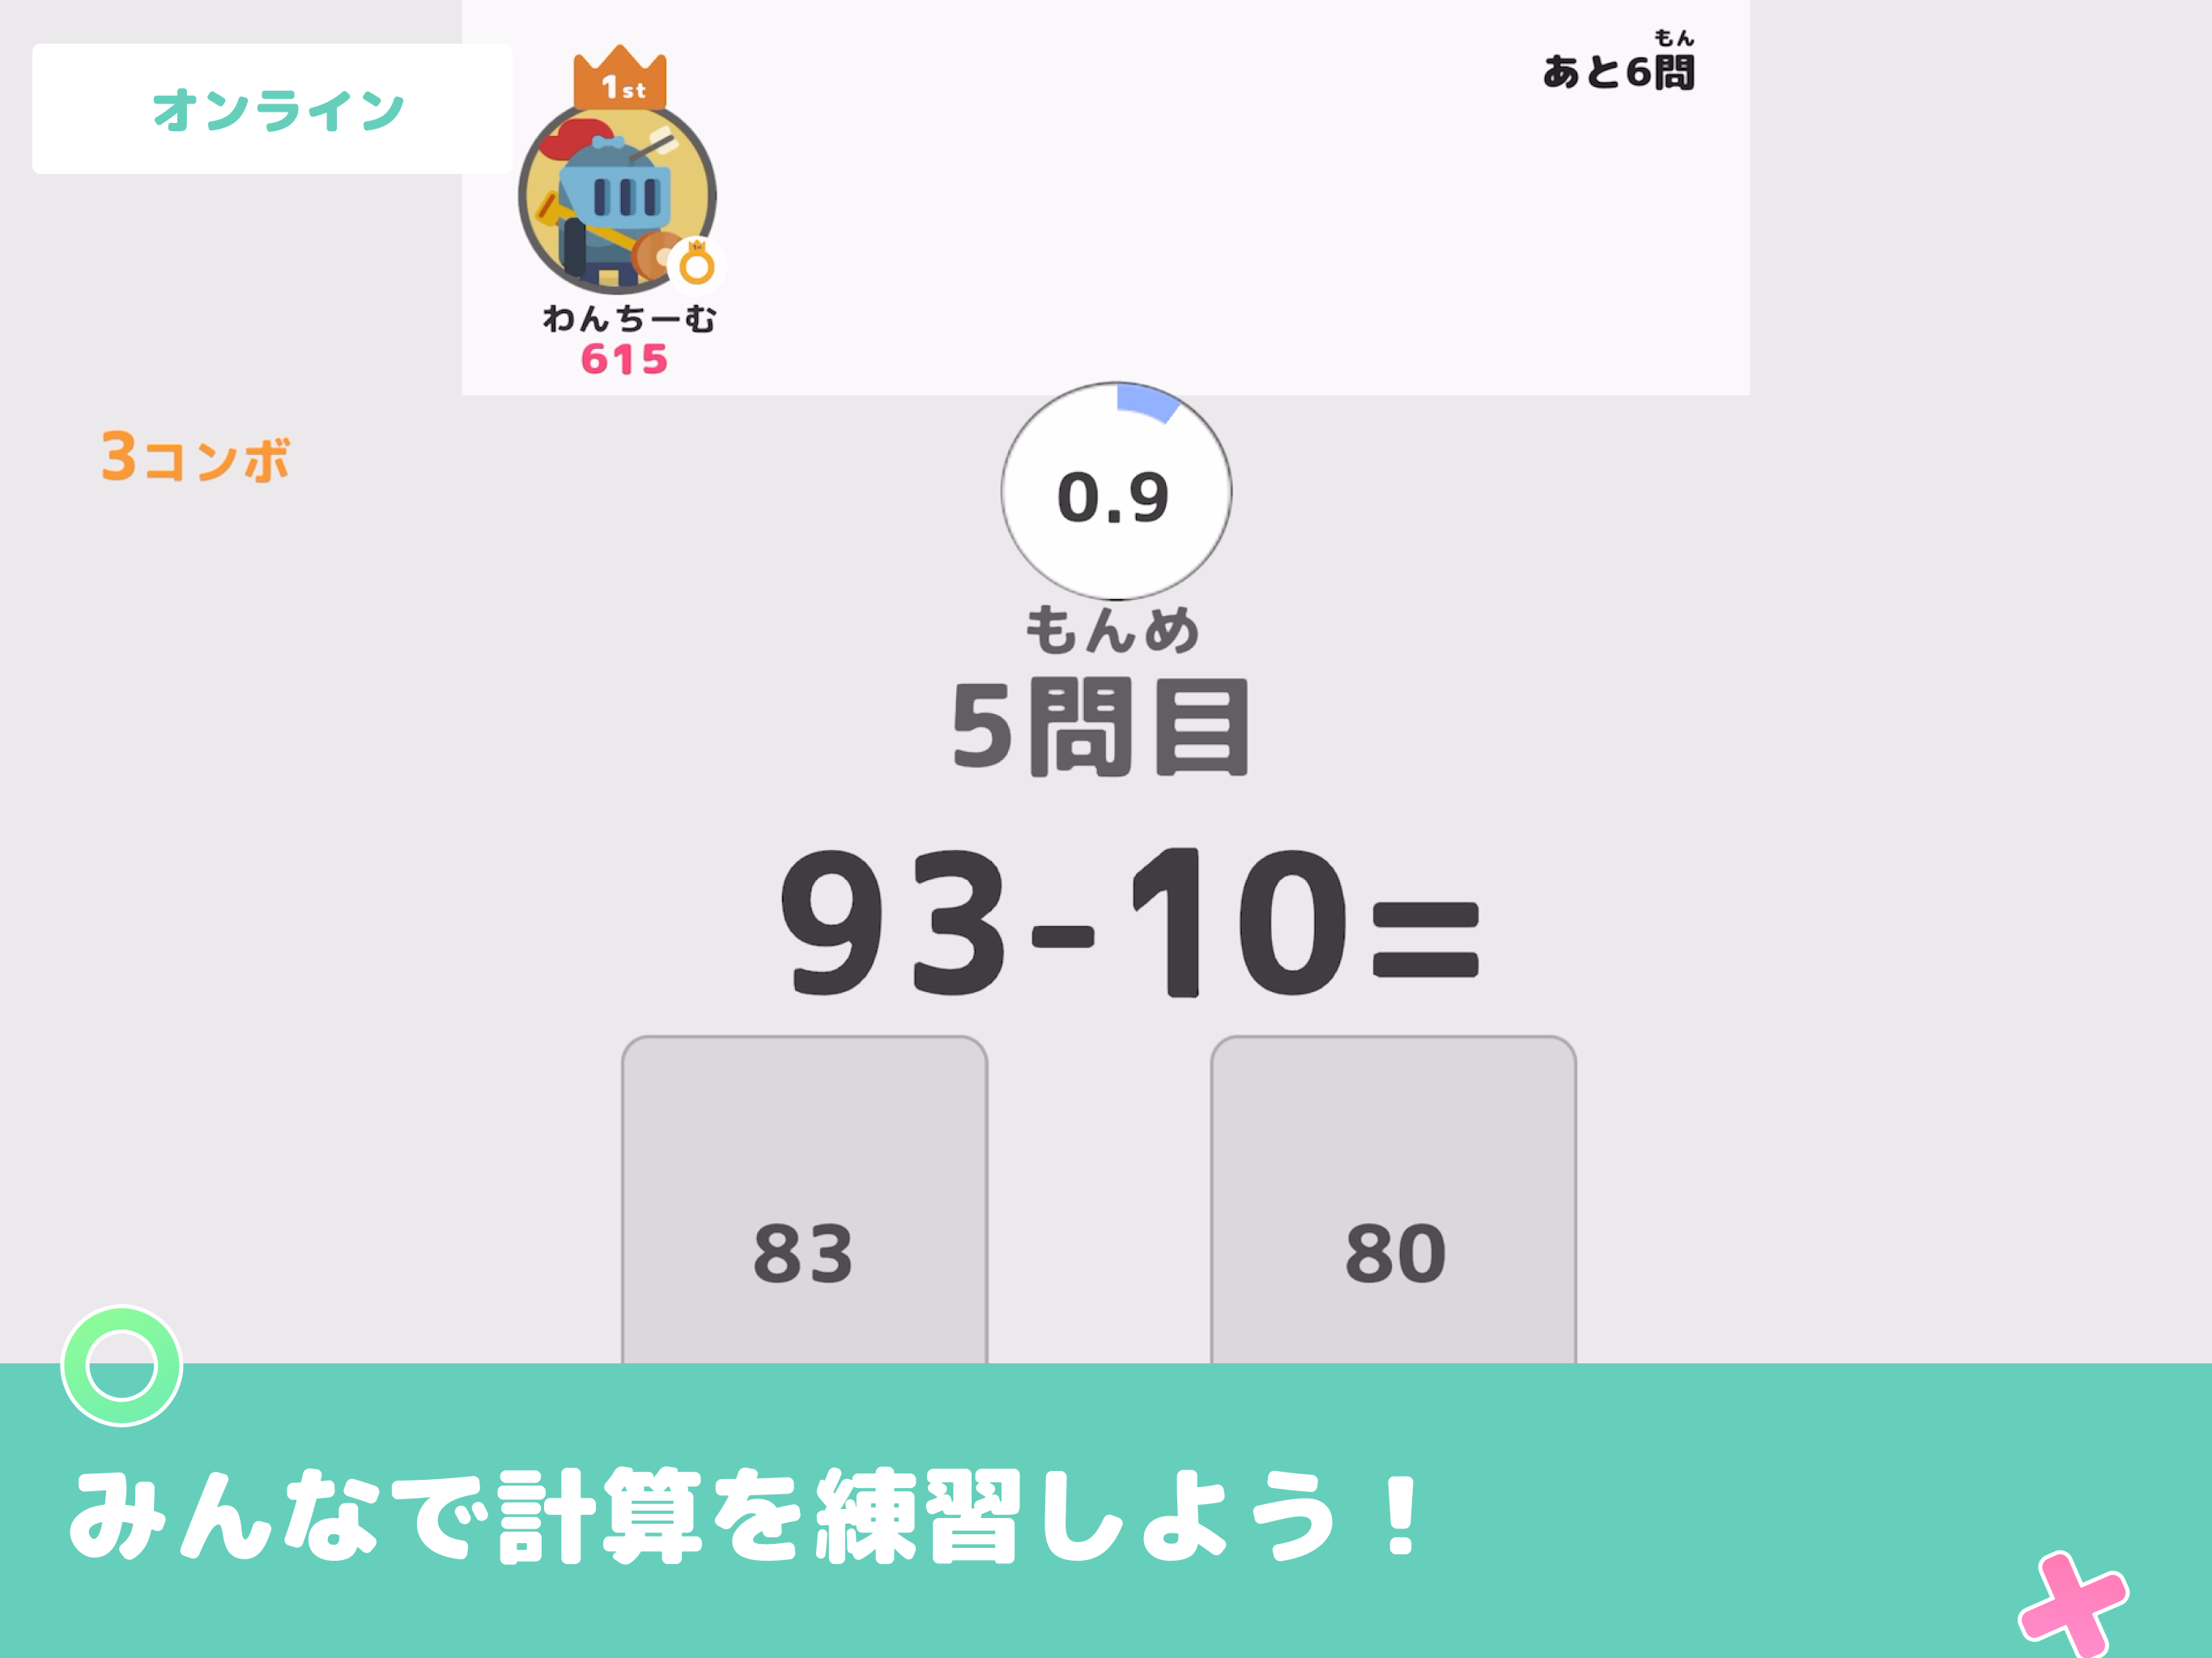 オンライン
1st
もん
あと6問
わんちーむ
615
3コンボ
0.9
もんめ
5問目
93-10=
83
80
みんなで計算を練習しよう！